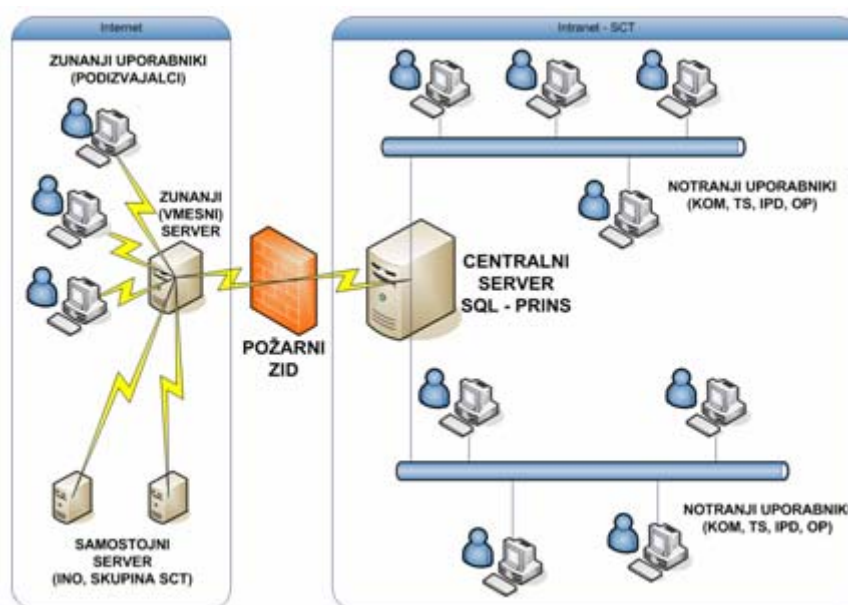 Internet
ZUNANJI UPORABNIKI
(PODIZVAJALCI)
ZUNANJI
(VMESNI)
SERVER
SAMOSTOJNI
SERVER
(INO, SKUPINA SCT)
POŽARNI
ZID
Intranet - SCT
NOTRANJI UPORABNIKI
(KOM, TS, IPD, OP)
CENTRALNI
SERVER
SQL - PRINS
NOTRANJI UPORABNIKI
(KOM, TS, IPD, OP)